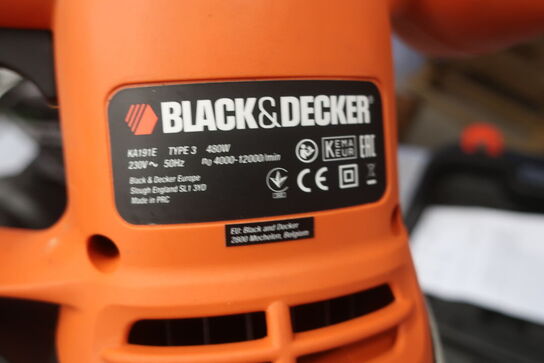 BLACK&DECKER®
KA191E TYPE 3 480W
230V ~ 50Hz n₀ 4000-12000/min
KEMA
KEUR
EAC
Black & Decker Europe
Slough England SL1 3YD
Made in PRC
CE
EU: Black and Decker
2800 Mechelen, Belgium